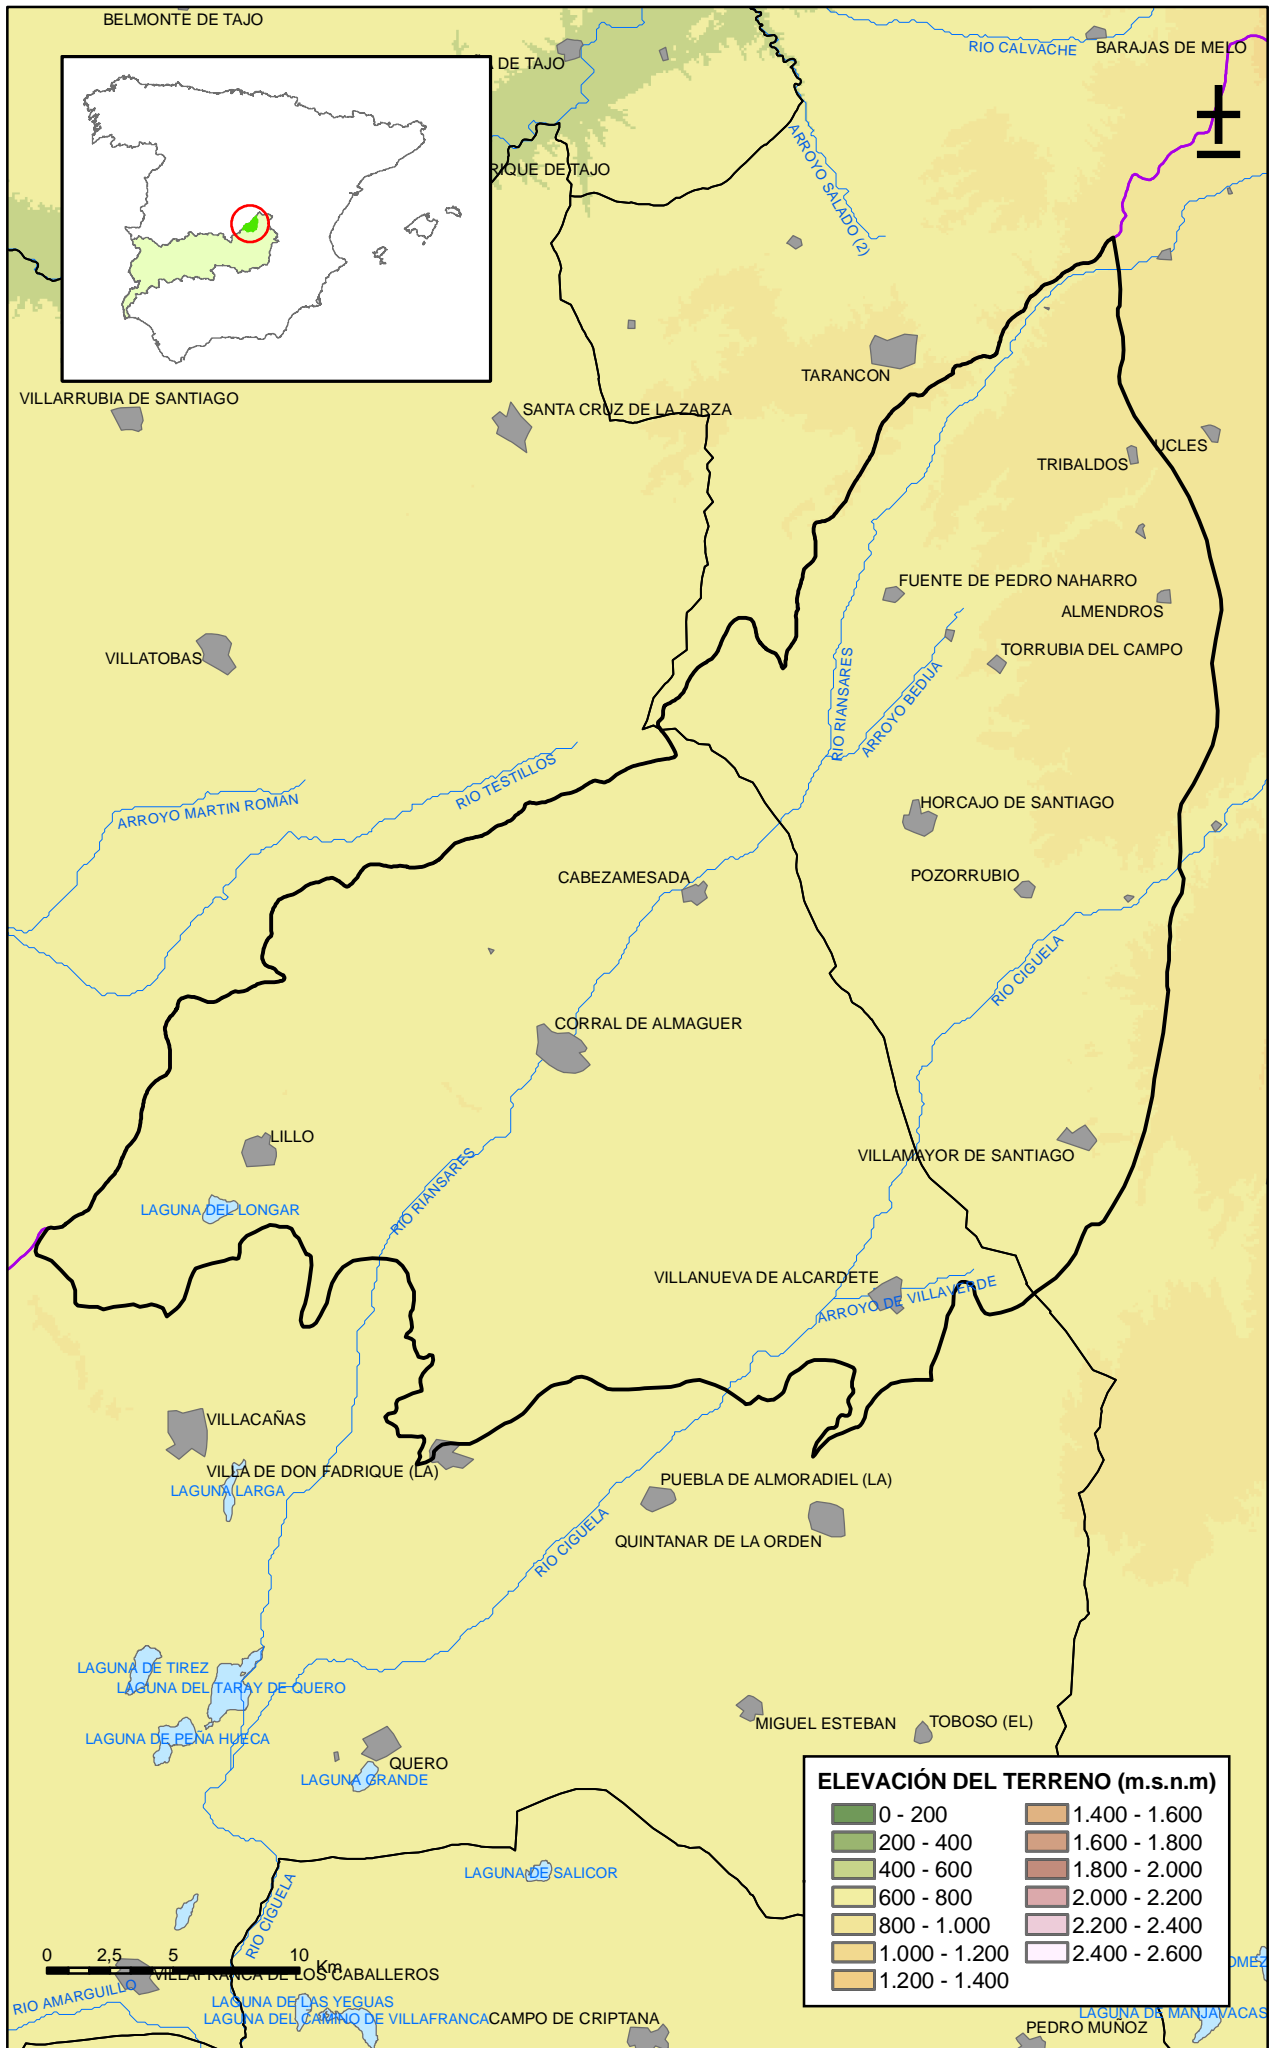 BELMONTE DE TAJO
RIO CALVACHE
BARAJAS DE MELO
A DE TAJO
ARROYO SALADO (2)
RIQUE DE TAJO
TARANCON
VILLARRUBIA DE SANTIAGO
SANTA CRUZ DE LA ZARZA
UCLES
TRIBALDOS
FUENTE DE PEDRO NAHARRO
ALMENDROS
TORRUBIA DEL CAMPO
VILLATOBAS
RIO RIANSARES
ARROYO BEDIJA
RIO TESTILLOS
ARROYO MARTIN ROMAN
HORCAJO DE SANTIAGO
CABEZAMESADA
POZORRUBIO
RIO CIGUELA
CORRAL DE ALMAGUER
LILLO
VILLAMAYOR DE SANTIAGO
RIO RIANSARES
LAGUNA DEL LONGAR
VILLANUEVA DE ALCARDETE
ARROYO DE VILLAVERDE
VILLACAÑAS
VILLA DE DON FADRIQUE (LA)
LAGUNA LARGA
PUEBLA DE ALMORADIEL (LA)
QUINTANAR DE LA ORDEN
RIO CIGUELA
LAGUNA DE TIREZ
LAGUNA DEL TARAY DE QUERO
LAGUNA DE PEÑA HUECA
MIGUEL ESTEBAN
TOBOSO (EL)
QUERO
LAGUNA GRANDE
ELEVACIÓN DEL TERRENO (m.s.n.m)
0 - 200
200 - 400
400 - 600
600 - 800
800 - 1.000
1.000 - 1.200
1.200 - 1.400
1.400 - 1.600
1.600 - 1.800
1.800 - 2.000
2.000 - 2.200
2.200 - 2.400
2.400 - 2.600
LAGUNA DE SALICOR
RIO CIGUELA
0 2,5 5 10 Km
VILLAFRANCA DE LOS CABALLEROS
RIO AMARGUILLO
LAGUNA DE LAS YEGUAS
LAGUNA DEL CAMINO DE VILLAFRANCA
CAMPO DE CRIPTANA
OMEZ
LAGUNA DE MANJAVACAS
PEDRO MUÑOZ